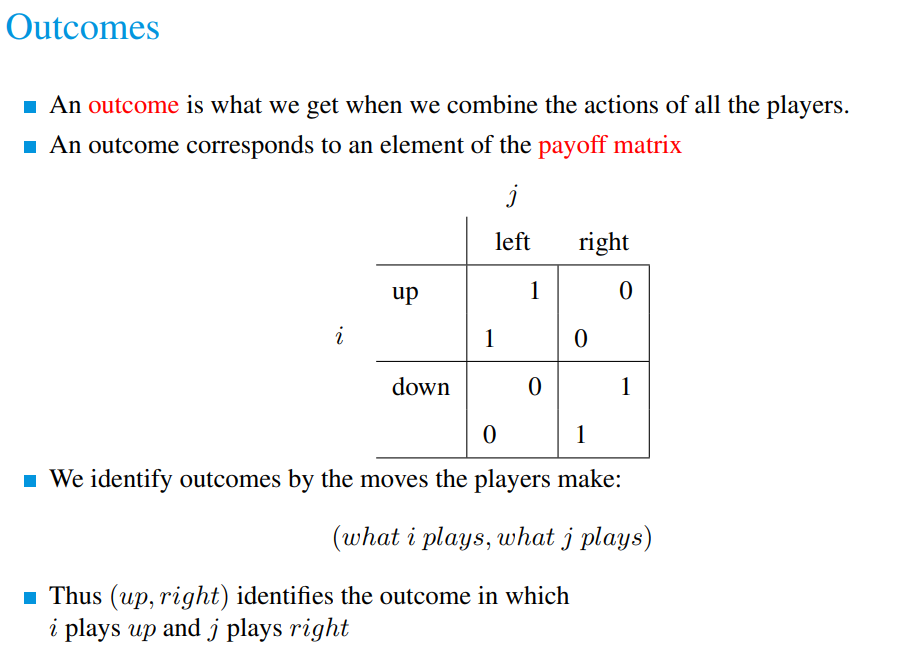 Outcomes
An outcome is what we get when we combine the actions of all the players.
An outcome corresponds to an element of the payoff matrix
j
left right
up 1 0
i
1 0
down 0 1
0 1
We identify outcomes by the moves the players make:
(what i plays, what j plays)
Thus (up, right) identifies the outcome in which
i plays up and j plays right